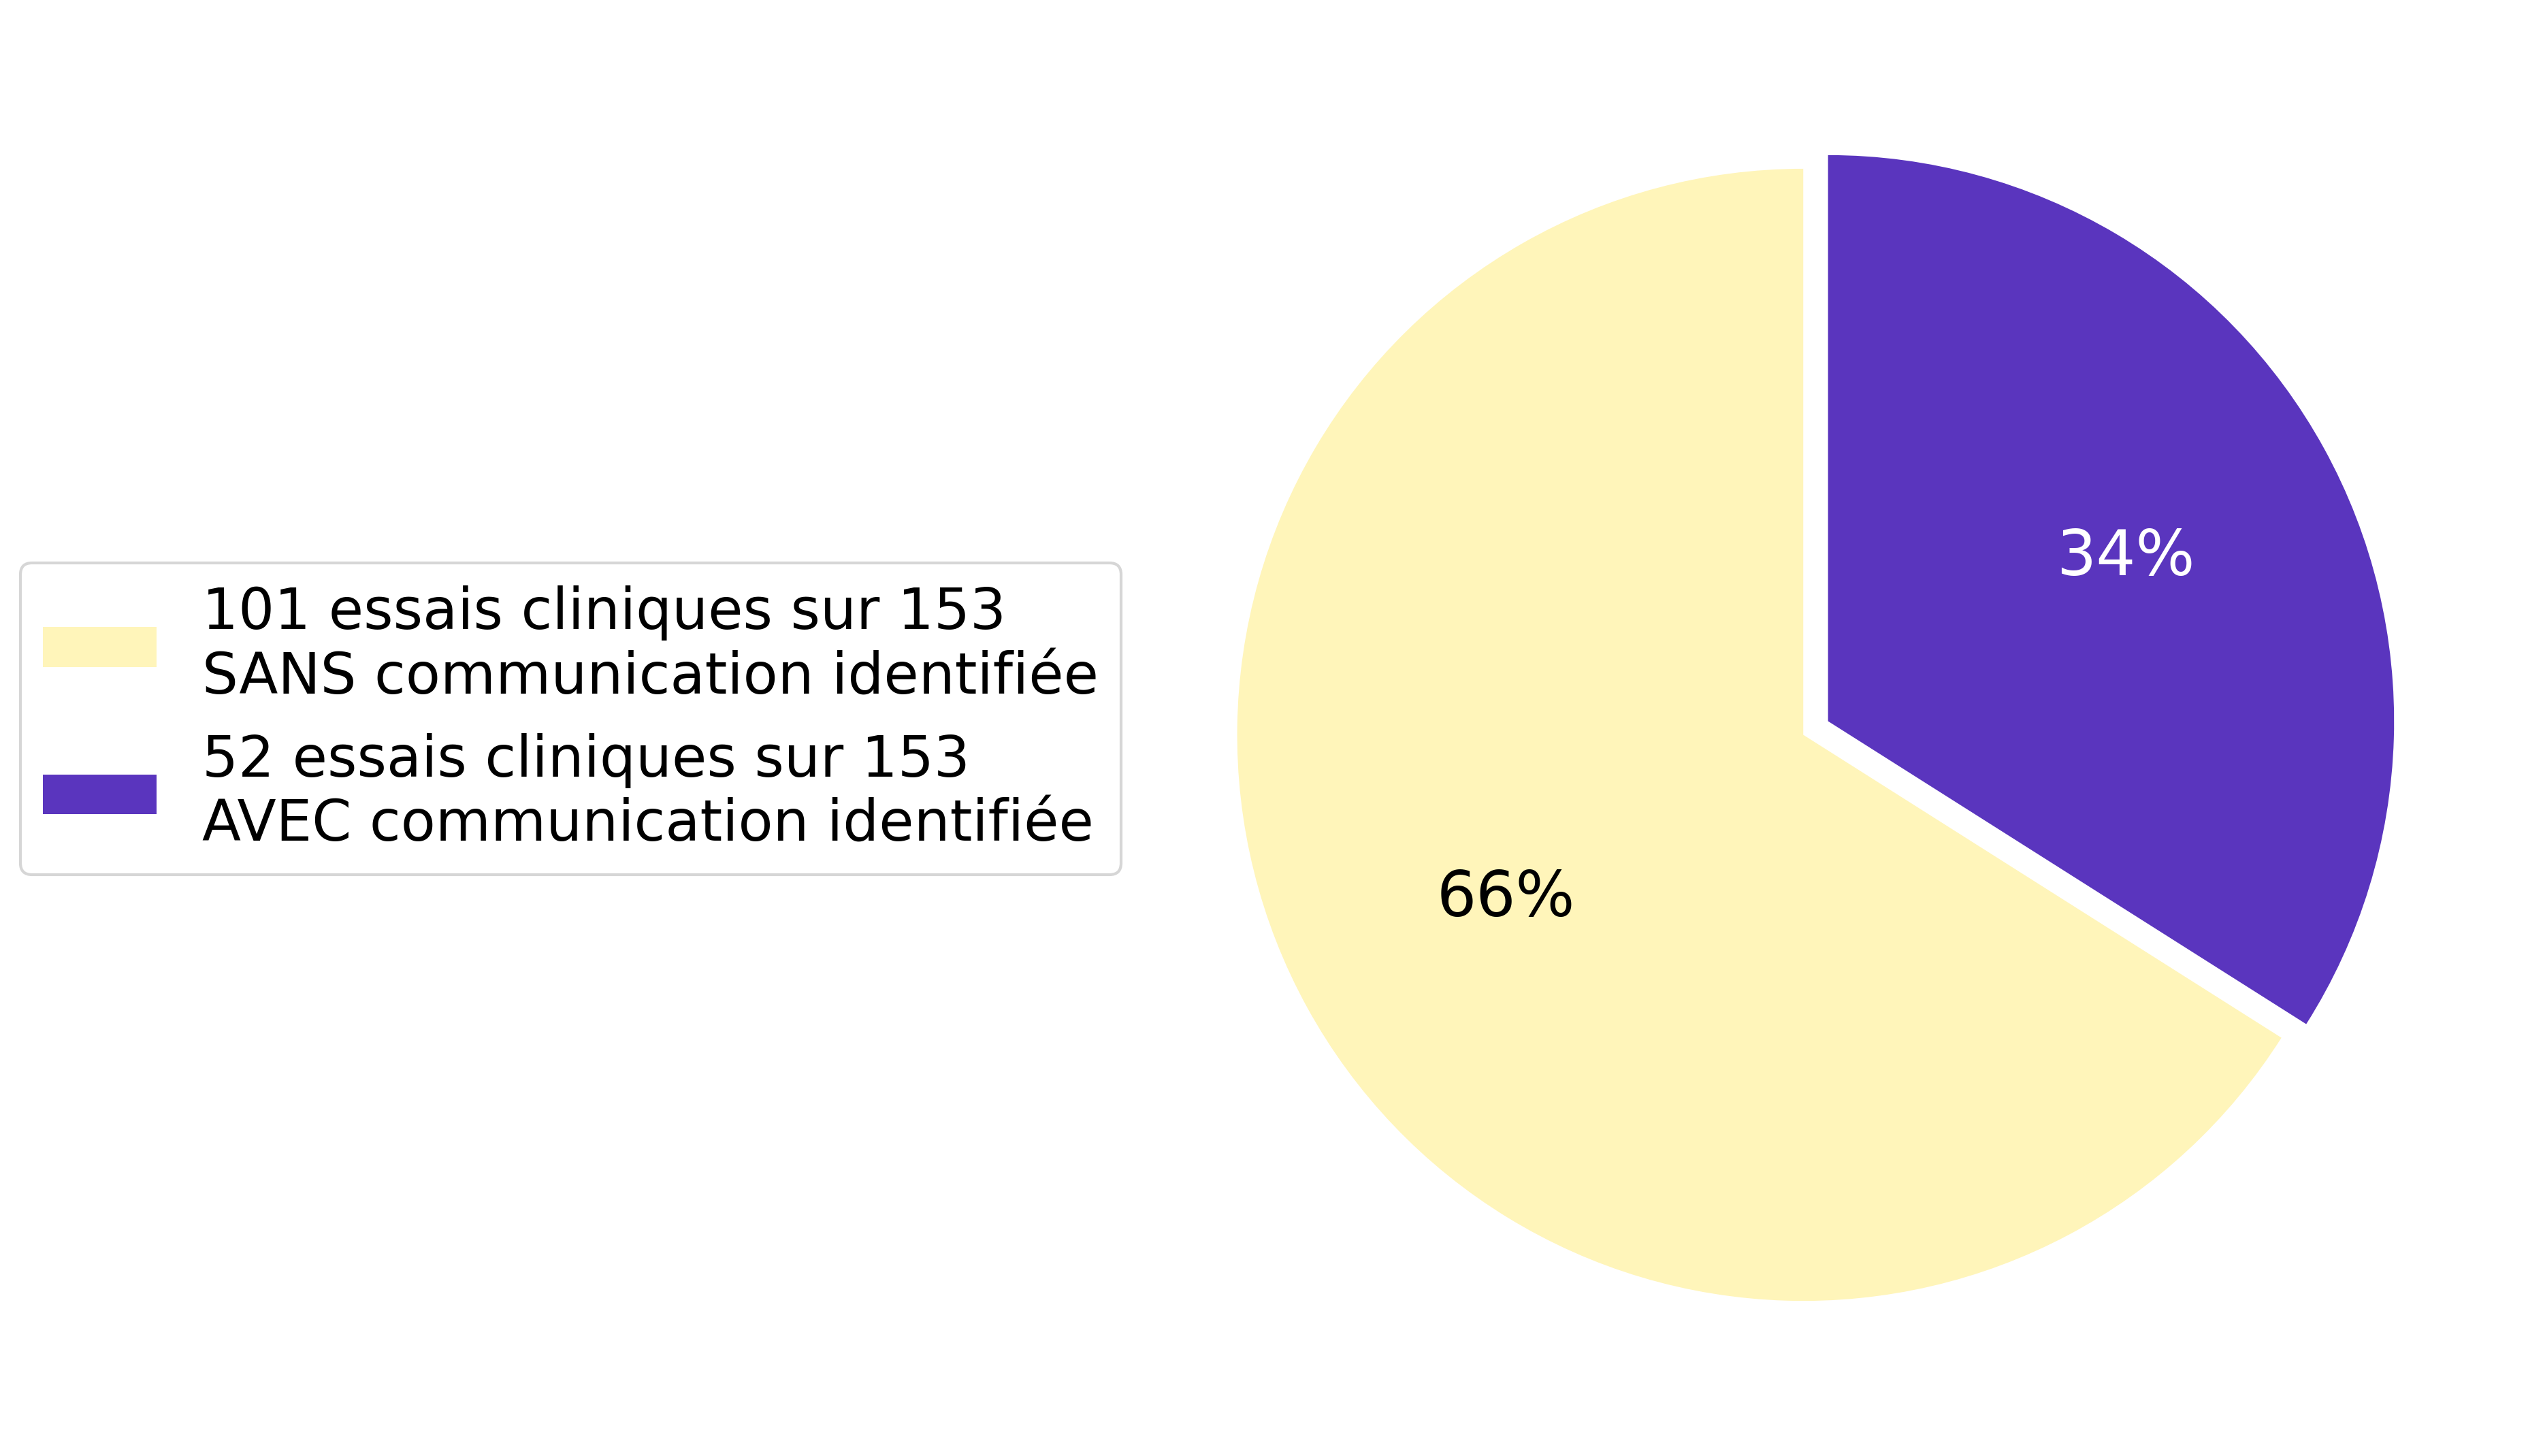 101 essais cliniques sur 153
SANS communication identifiée
52 essais cliniques sur 153
AVEC communication identifiée
34%
66%